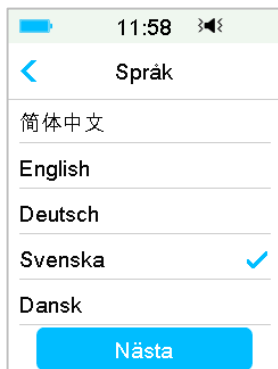 11:58
Språk
简体中文
English
Deutsch
Svenska
Dansk
Nästa